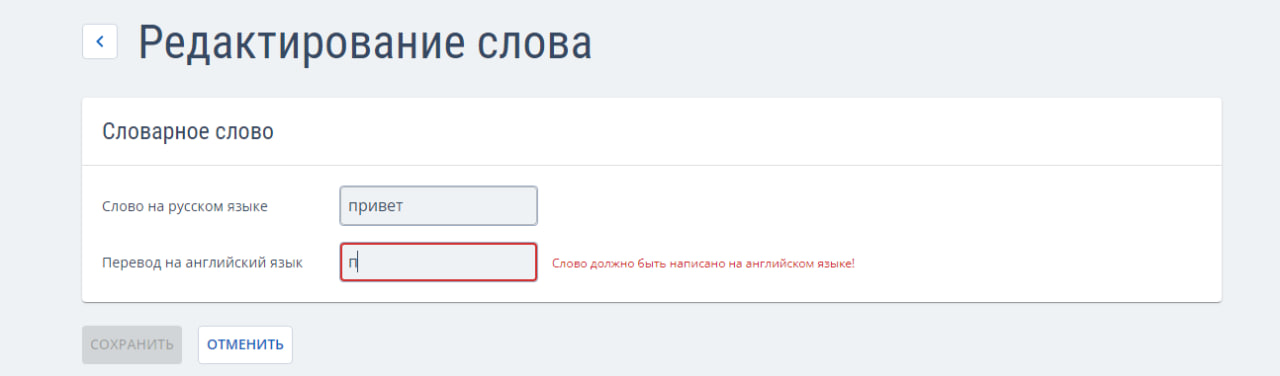 Редактирование слова
Словарное слово
Слово на русском языке привет
Перевод на английский язык п Слово должно быть написано на английском языке!
СОХРАНИТЬ ОТМЕНИТЬ